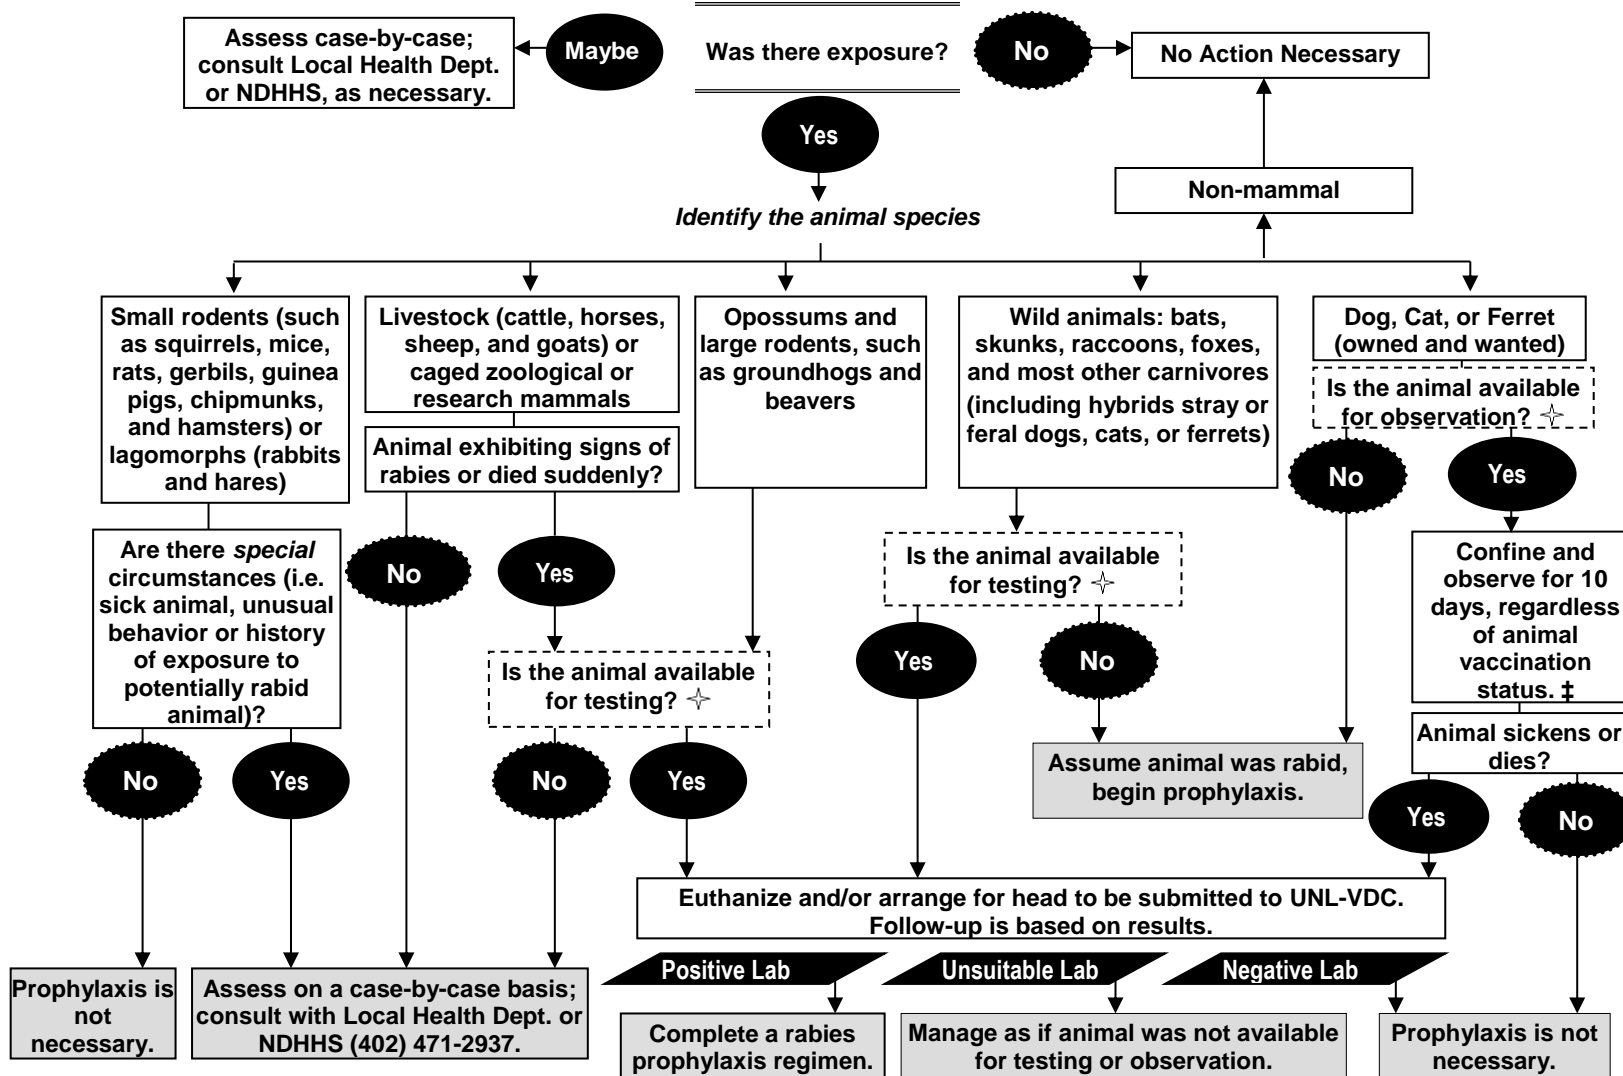 Assess case-by-case;
consult Local Health Dept.
or NDHHS, as necessary.
Maybe
Was there exposure?
No
No Action Necessary
Yes
Non-mammal
Identify the animal species
Small rodents (such
as squirrels, mice,
rats, gerbils, guinea
pigs, chipmunks,
and hamsters) or
lagomorphs (rabbits
and hares)
Livestock (cattle, horses,
sheep, and goats) or
caged zoological or
research mammals
Opossums and
large rodents, such
as groundhogs and
beavers
Wild animals: bats,
skunks, raccoons, foxes,
and most other carnivores
(including hybrids stray or
feral dogs, cats, or ferrets)
Dog, Cat, or Ferret
(owned and wanted)
Is the animal available
for observation? ✧
Animal exhibiting signs of
rabies or died suddenly?
No
Yes
Are there special
circumstances (i.e.
sick animal, unusual
behavior or history
of exposure to
potentially rabid
animal)?
No
Yes
Is the animal available
for testing? ✧
Confine and
observe for 10
days, regardless
of animal
vaccination
status. ‡
Yes
No
Is the animal available
for testing? ✧
Animal sickens or
dies?
No
Yes
No
Yes
Assume animal was rabid,
begin prophylaxis.
Yes
No
Euthanize and/or arrange for head to be submitted to UNL-VDC.
Follow-up is based on results.
Positive Lab
Unsuitable Lab
Negative Lab
Prophylaxis is
not
necessary.
Assess on a case-by-case basis;
consult with Local Health Dept. or
NDHHS (402) 471-2937.
Complete a rabies
prophylaxis regimen.
Manage as if animal was not available
for testing or observation.
Prophylaxis is not
necessary.